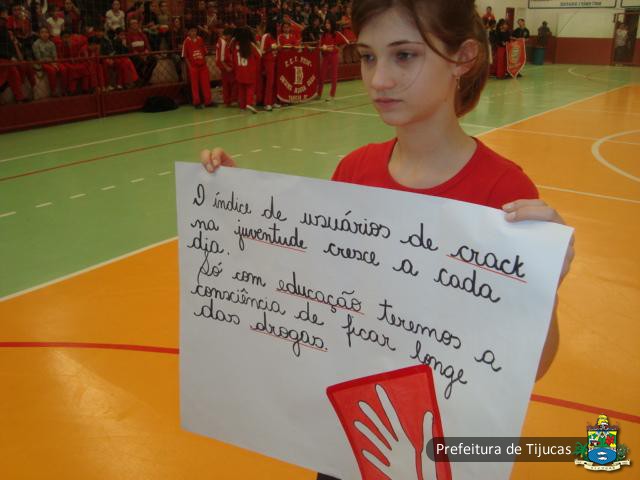 O índice de usuários de crack
na juventude cresce a cada
dia.
Só com educação teremos a
consciência de ficar longe
das drogas.
Prefeitura de Tijucas